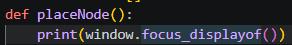 def placeNode():
    print(window.focus_displayof())